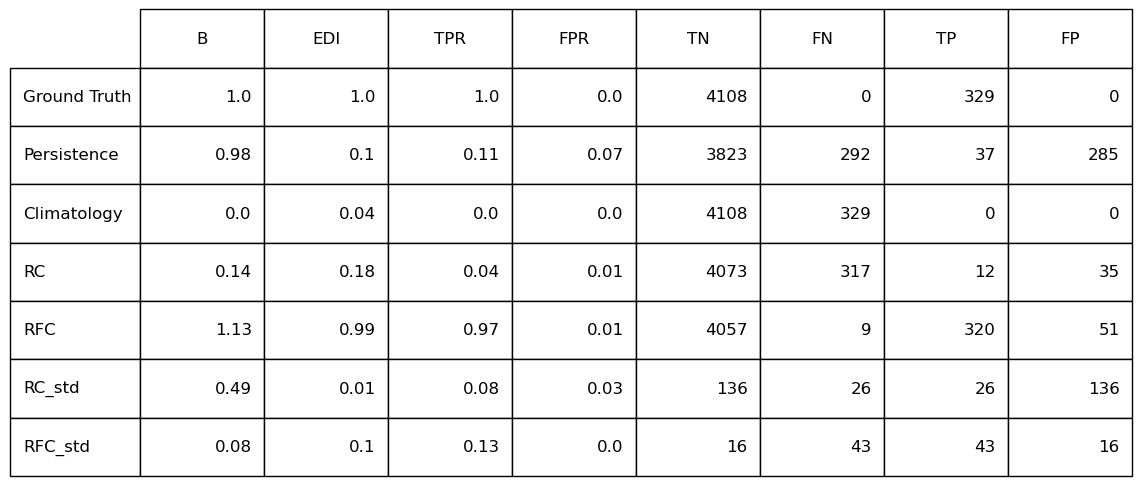 B EDI TPR FPR TN FN TP FP
Ground Truth 1.0 1.0 1.0 0.0 4108 0 329 0
Persistence 0.98 0.1 0.11 0.07 3823 292 37 285
Climatology 0.0 0.04 0.0 0.0 4108 329 0 0
RC 0.14 0.18 0.04 0.01 4073 317 12 35
RFC 1.13 0.99 0.97 0.01 4057 9 320 51
RC_std 0.49 0.01 0.08 0.03 136 26 26 136
RFC_std 0.08 0.1 0.13 0.0 16 43 43 16